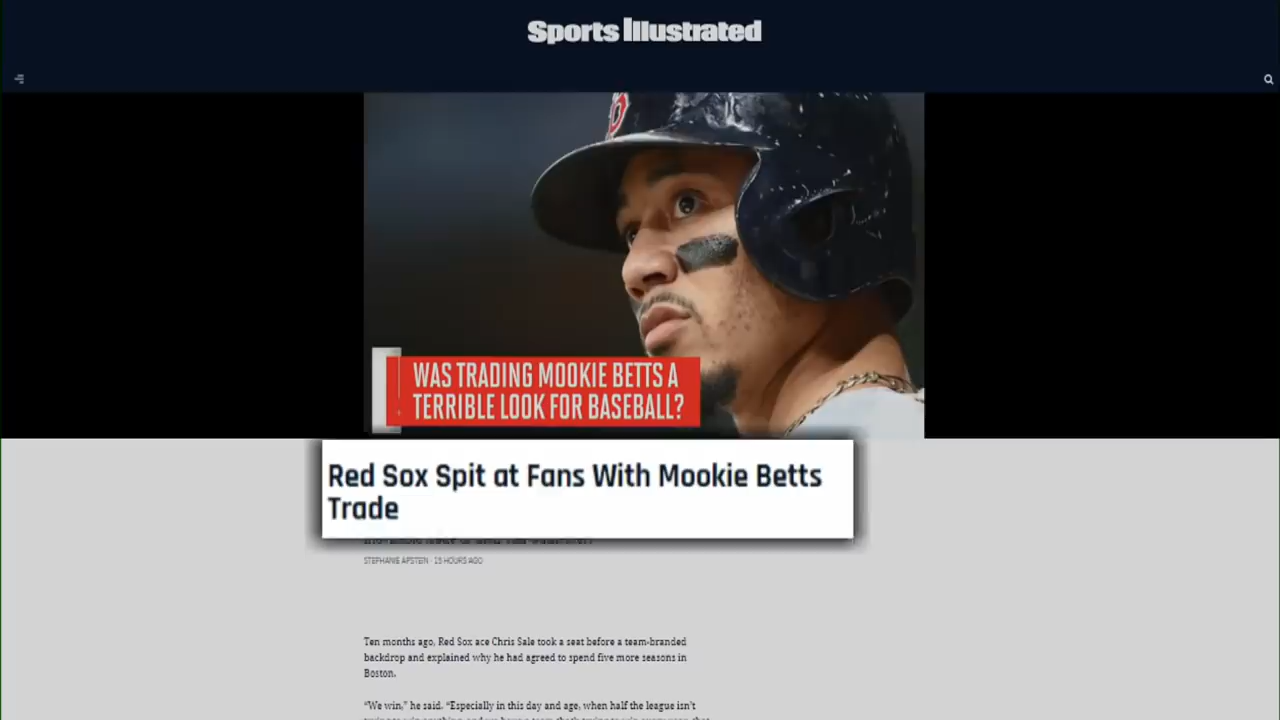 Sports Illustrated
WAS TRADING MOOKIE BETTS A
TERRIBLE LOOK FOR BASEBALL?
Red Sox Spit at Fans With Mookie Betts
Trade
STEPHANIE APSTEIN · 15 HOURS AGO
Ten months ago, Red Sox ace Chris Sale took a seat before a team-branded
backdrop and explained why he had agreed to spend five more seasons in
Boston.
“We win,” he said. “Especially in this day and age, when half the league isn’t